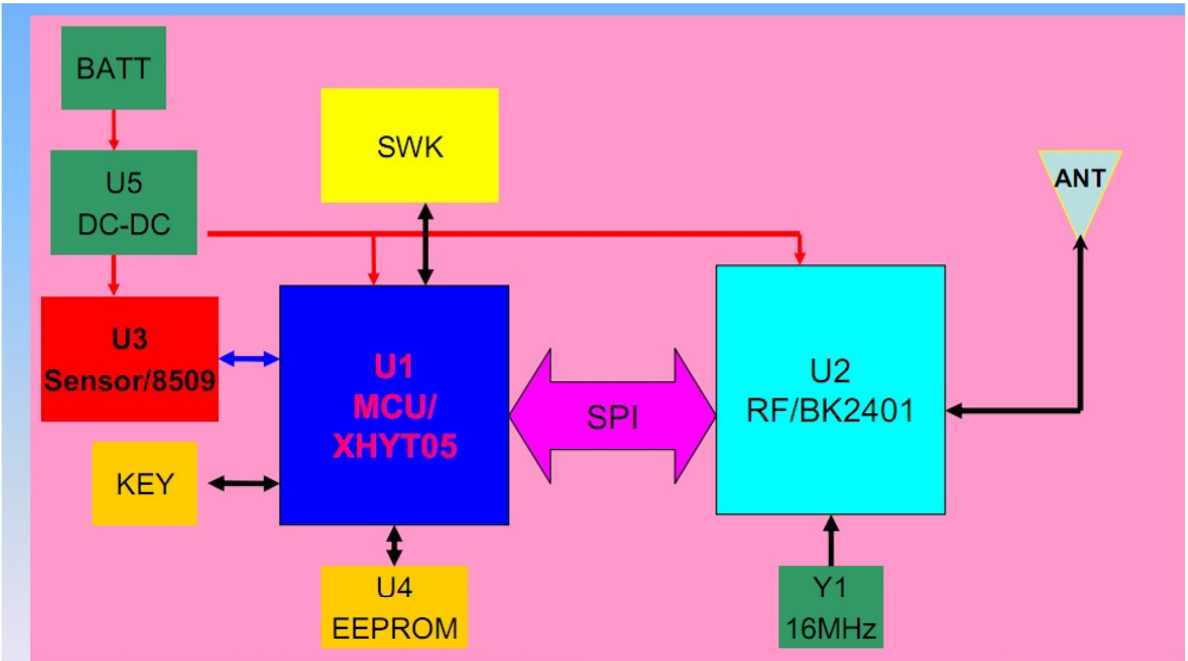 BATT
U5
DC-DC
SWK
ANT
U3
Sensor/8509
U1
MCU/
XHYT05
SPI
U2
RF/BK2401
KEY
U4
EEPROM
Y1
16MHz